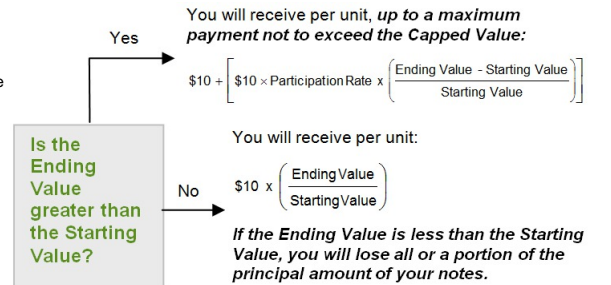 You will receive per unit, up to a maximum
payment not to exceed the Capped Value:
Yes
$10 + [ $10 × Participation Rate x ( Ending Value - Starting Value / Starting Value ) ]
e
Is the
Ending
Value
greater than
the Starting
Value?
You will receive per unit:
No
$10 x ( Ending Value / Starting Value )
If the Ending Value is less than the Starting
Value, you will lose all or a portion of the
principal amount of your notes.